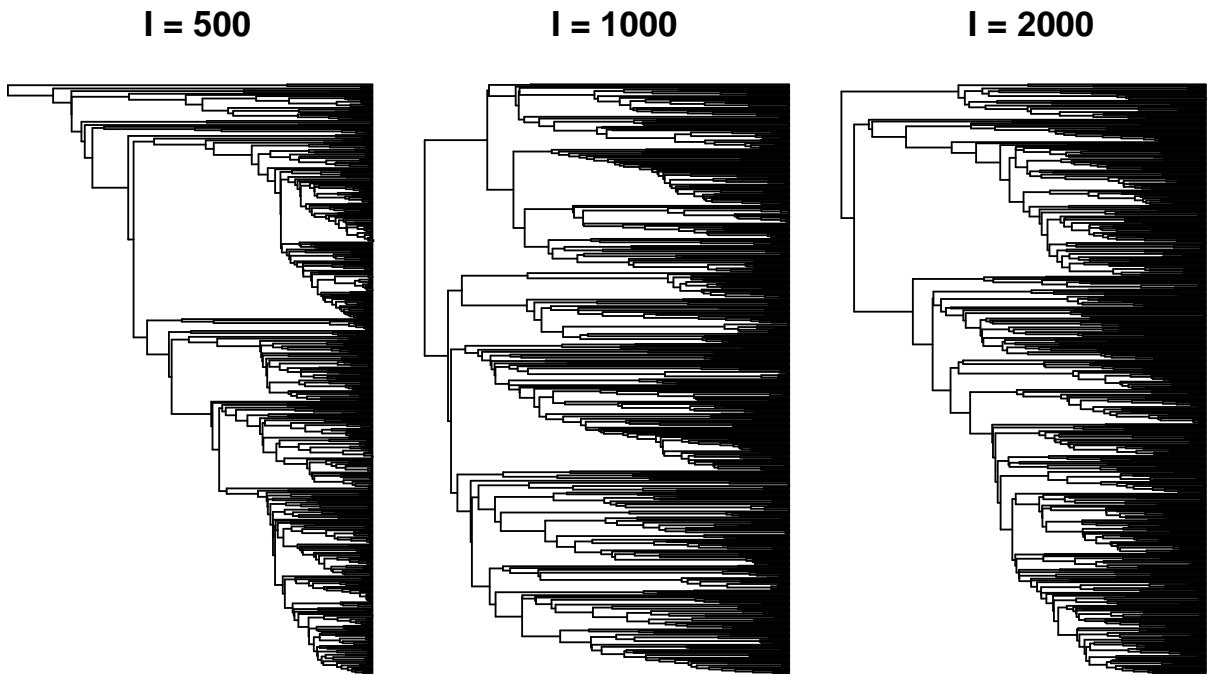 I = 500
I = 1000
I = 2000